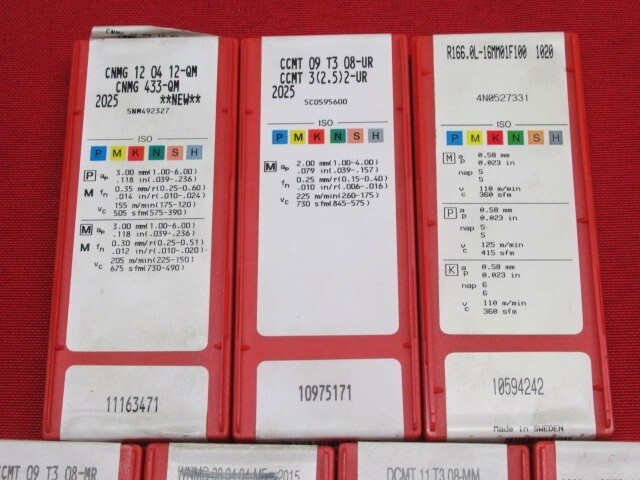 CNMG 12 04 12-QM
CNMG 433-QM
2025 **NEW**
5NM492327
ISO
P M K N S H
P ap 3.00 mm(1.00-6.00)
.118 in(.039-.236)
M fn 0.35 mm/r(0.25-0.60)
.014 in/r(.010-.024)
vc 155 m/min(175-120)
505 sfm(575-390)
M ap 3.00 mm(1.00-6.00)
.118 in(.039-.236)
M fn 0.30 mm/r(0.25-0.51)
.012 in/r(.010-.020)
vc 205 m/min(225-150)
675 sfm(730-490)
11163471
CCMT 09 T3 08-UR
CCMT 3(2.5)2-UR
2025
5C0595600
ISO
P M K N S H
M ap 2.00 mm(1.00-4.00)
.079 in(.039-.157)
fn 0.25 mm/r(0.15-0.40)
.010 in/r(.006-.016)
vc 225 m/min(260-175)
730 sfm(845-575)
10975171
R166.0L-16MM01F100 1020
4N0527331
ISO
P M K N S H
M ap 0.58 mm
0.023 in
nap 5
5
vc 110 m/min
360 sfm
P ap 0.58 mm
0.023 in
nap 5
5
vc 125 m/min
415 sfm
K ap 0.58 mm
0.023 in
nap 6
6
vc 110 m/min
360 sfm
10594242
Made in SWEDEN
CCMT 09 T3 08-MR
WNMG 08 04 04-MF 2015
DCMT 11 T3 08-MM